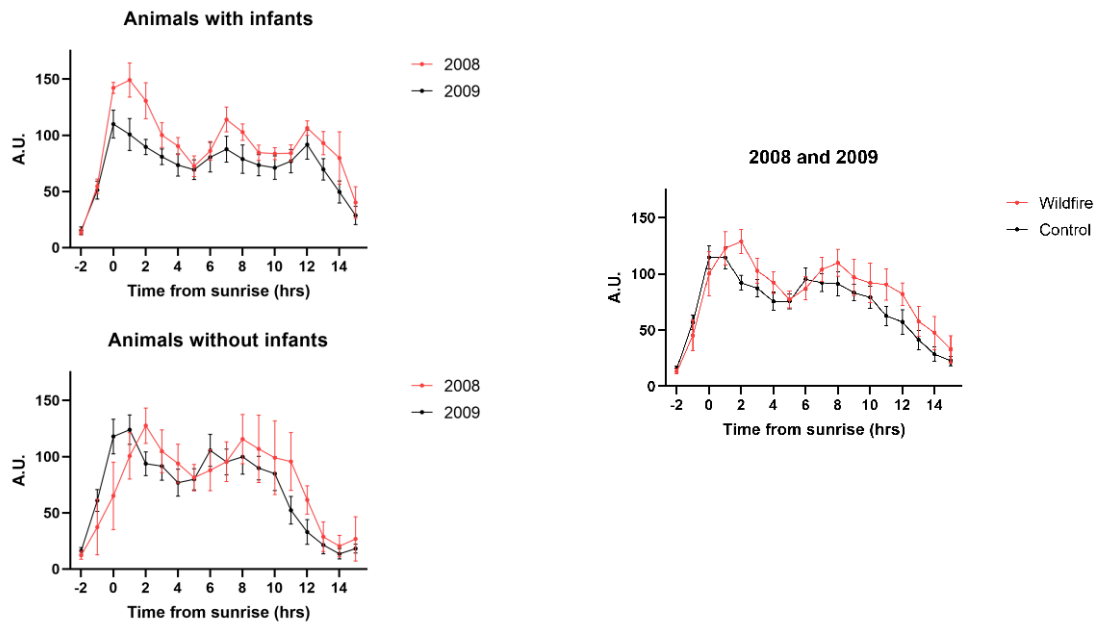 Animals with infants
150
100
50
0
A.U.
-2 0 2 4 6 8 10 12 14
Time from sunrise (hrs)
2008
2009
Animals without infants
150
100
50
0
A.U.
-2 0 2 4 6 8 10 12 14
Time from sunrise (hrs)
2008
2009
2008 and 2009
150
100
50
0
A.U.
-2 0 2 4 6 8 10 12 14
Time from sunrise (hrs)
Wildfire
Control